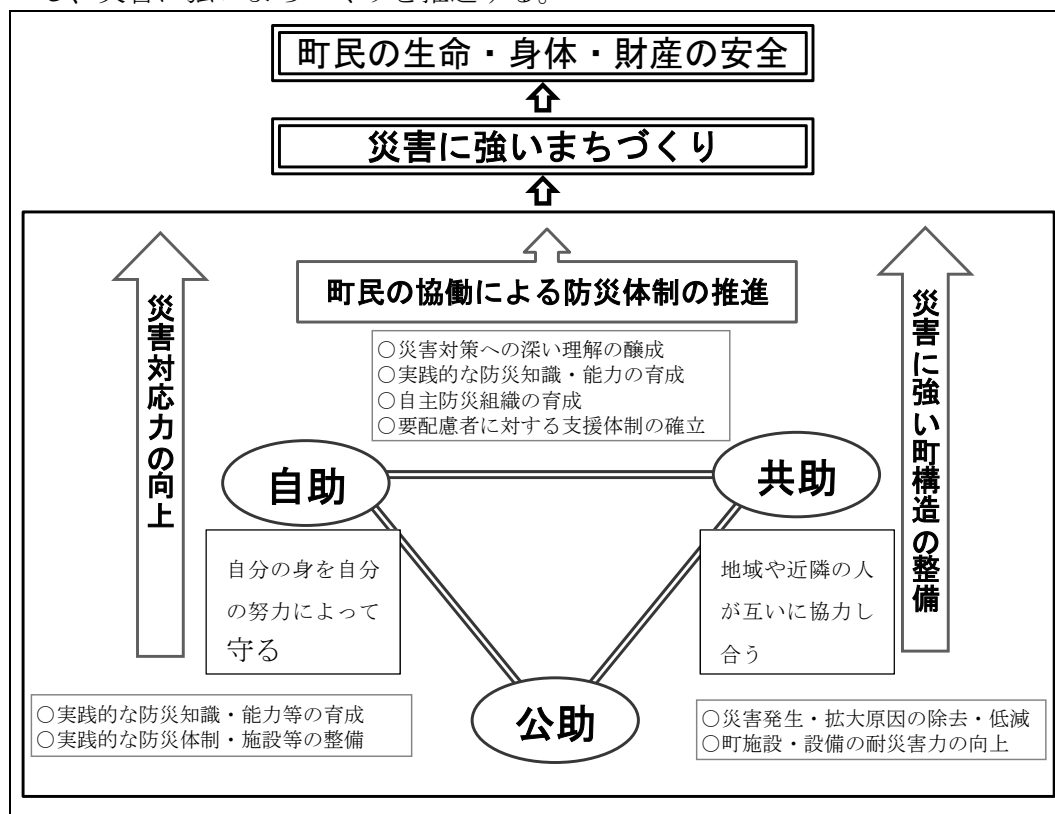 町民の生命・身体・財産の安全
災害に強いまちづくり
町民の協働による防災体制の推進
災害対応力の向上
災害に強い町構造の整備
○災害対策への深い理解の醸成
○実践的な防災知識・能力の育成
○自主防災組織の育成
○要配慮者に対する支援体制の確立
自助
共助
自分の身を自分
の努力によって
守る
地域や近隣の人
が互いに協力し
合う
公助
○実践的な防災知識・能力等の育成
○実践的な防災体制・施設等の整備
○災害発生・拡大原因の除去・低減
○町施設・設備の耐災害力の向上